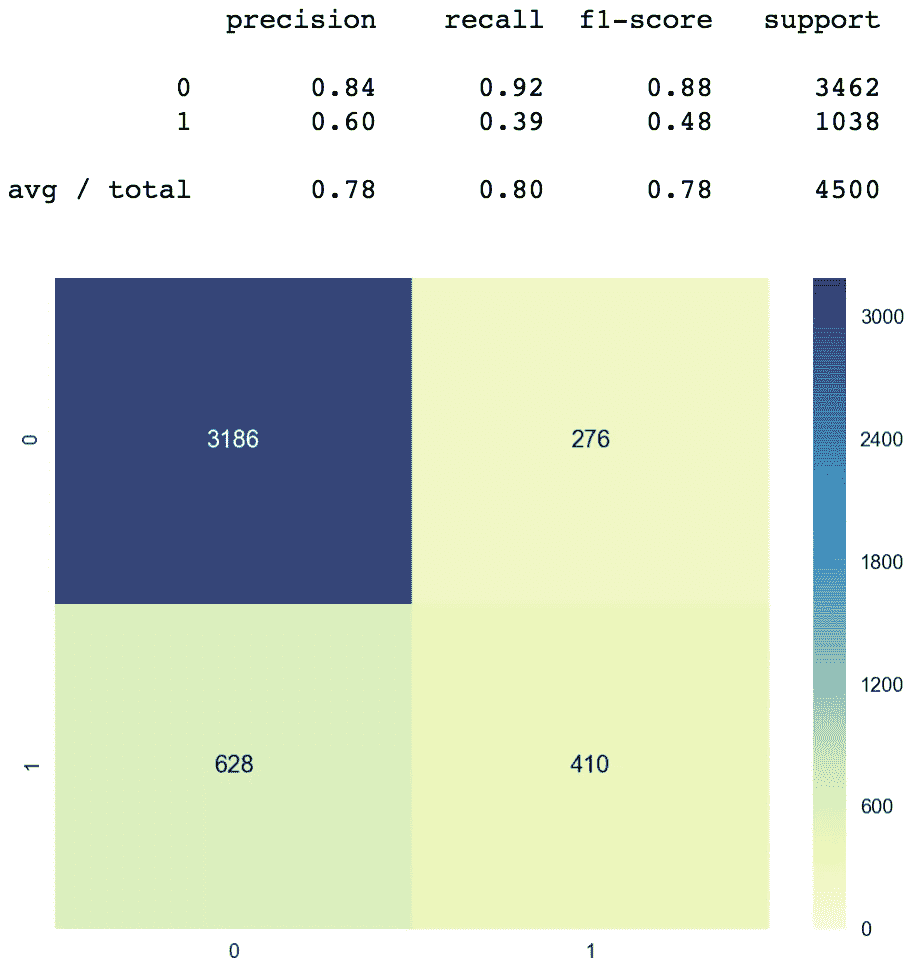 precision recall f1-score support
0 0.84 0.92 0.88 3462
1 0.60 0.39 0.48 1038
avg / total 0.78 0.80 0.78 4500
3000
0 3186 276 2400
1800
1200
1 628 410
600
0
0 1